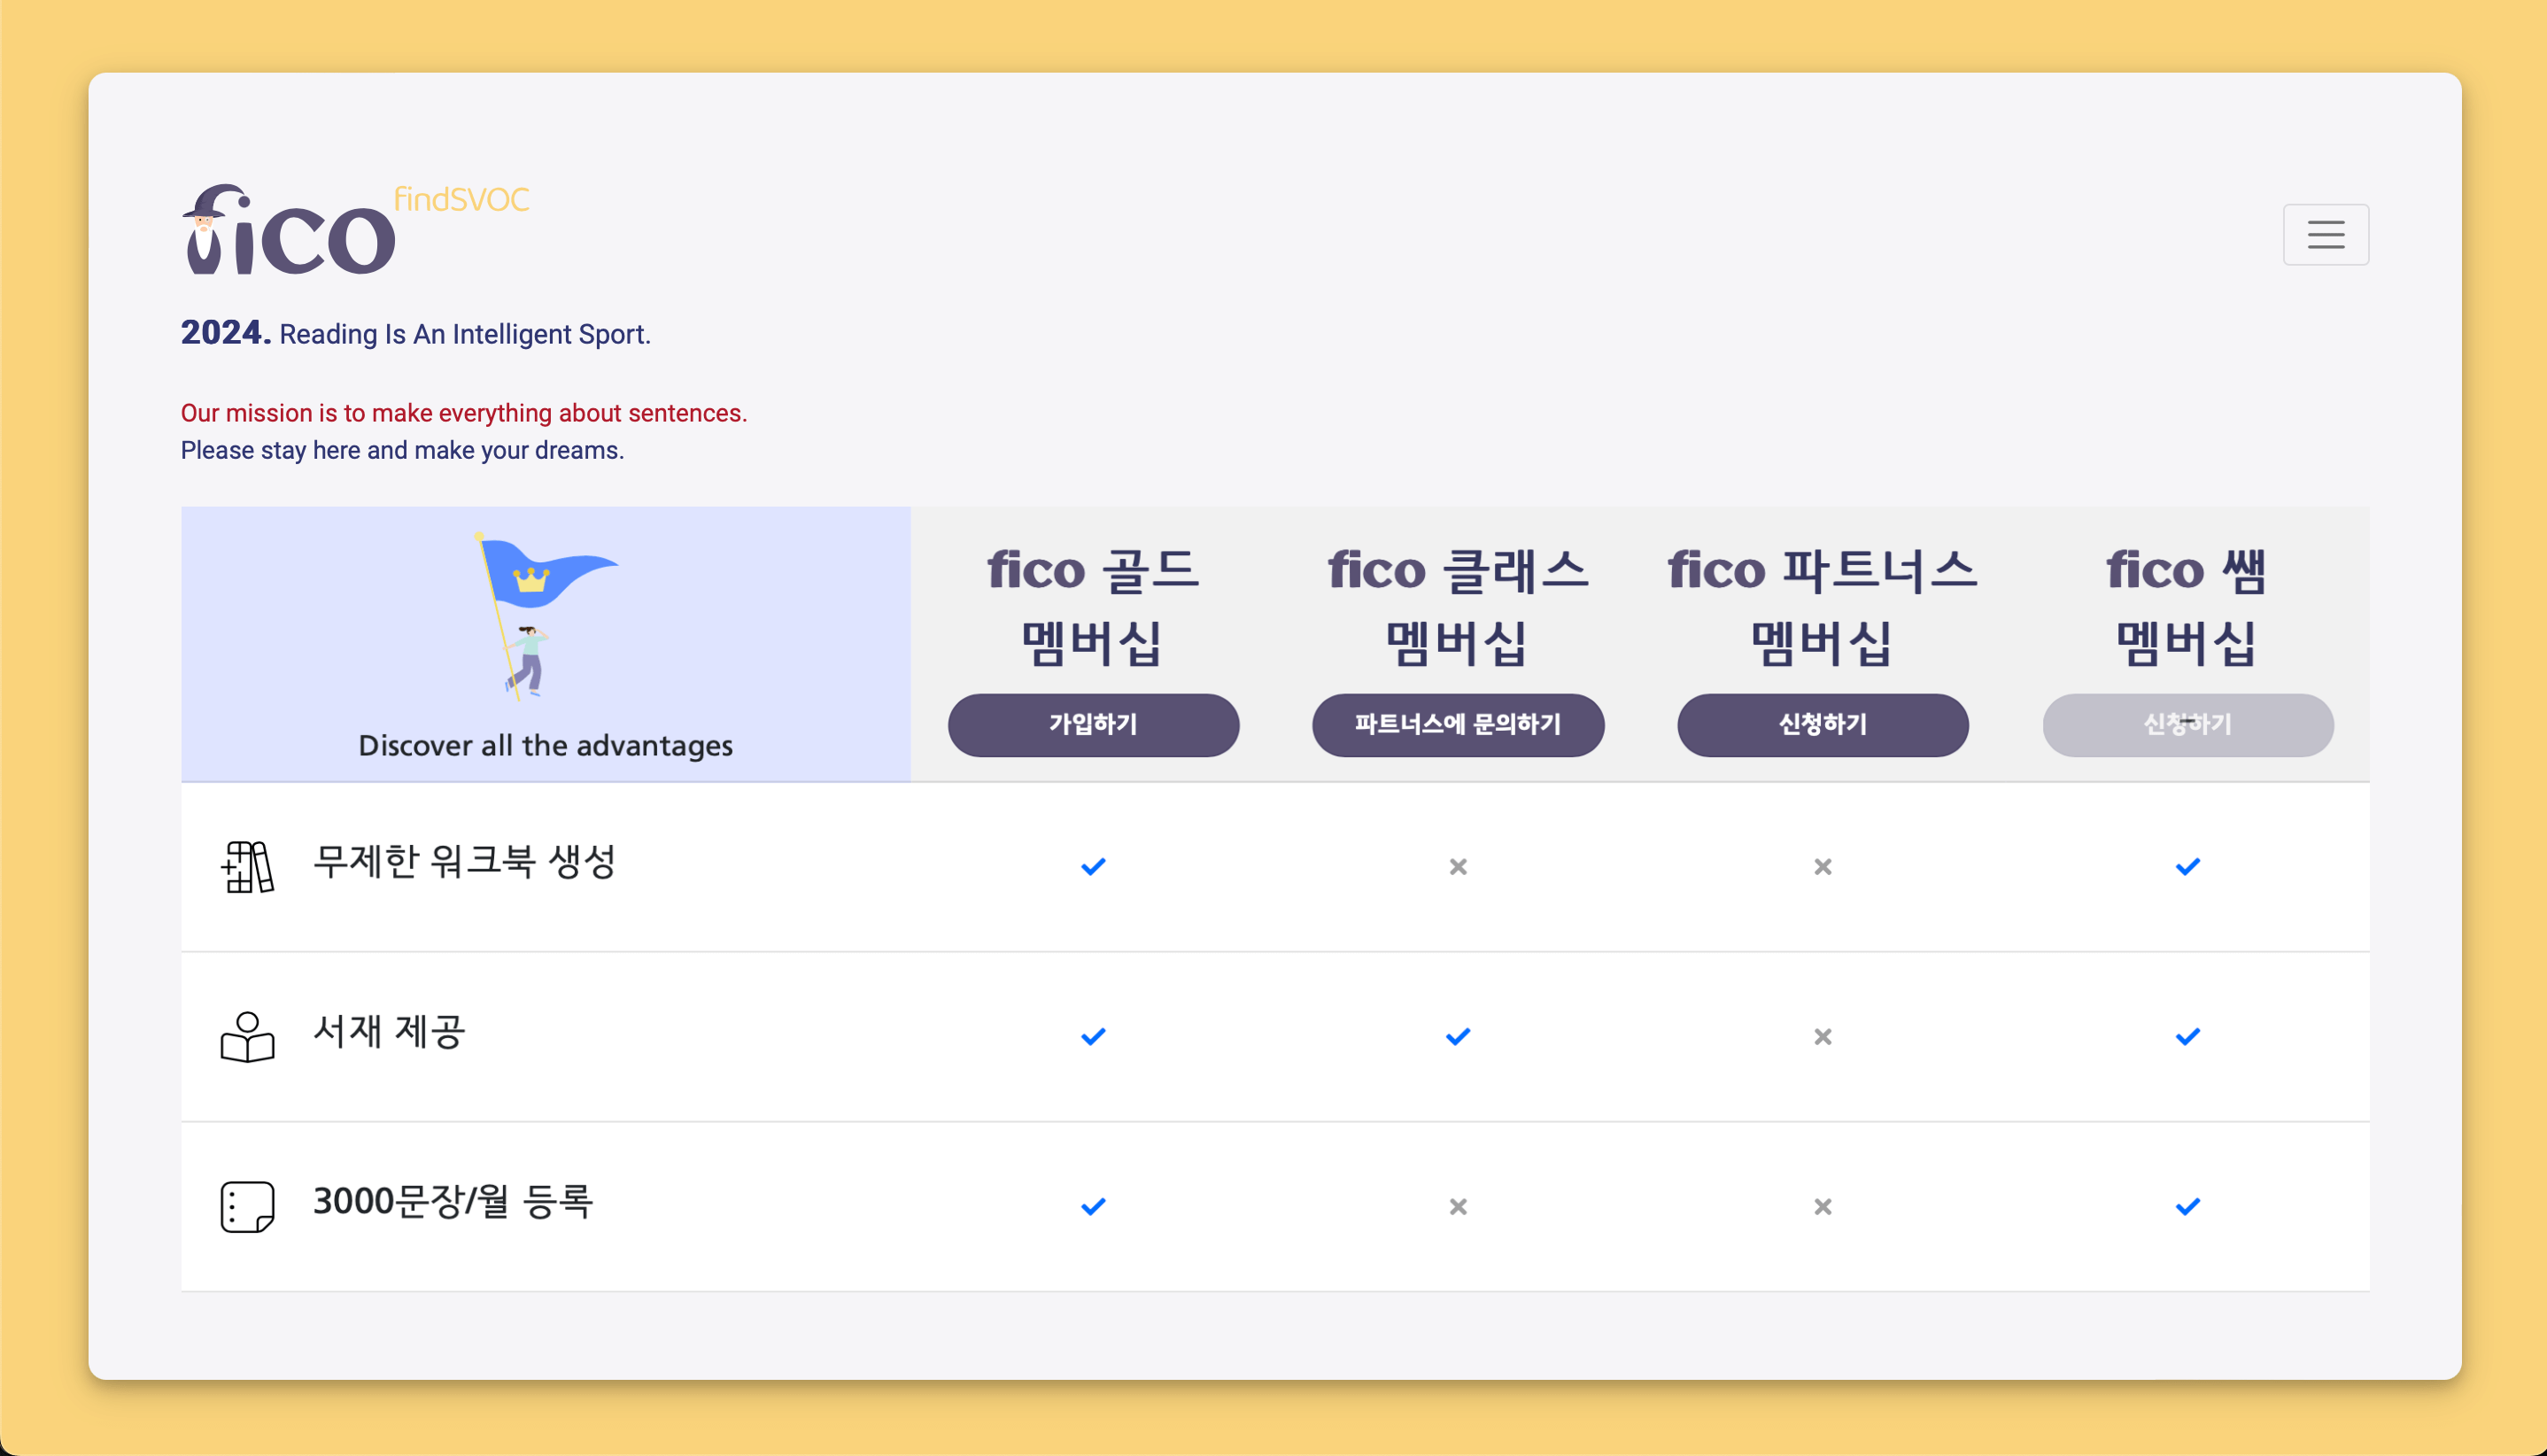 fico findSVOC
2024. Reading Is An Intelligent Sport.
Our mission is to make everything about sentences.
Please stay here and make your dreams.
Discover all the advantages
fico 골드
멤버십
가입하기
fico 클래스
멤버십
파트너스에 문의하기
fico 파트너스
멤버십
신청하기
fico 쌤
멤버십
신청하기
무제한 워크북 생성
서재 제공
3000문장/월 등록